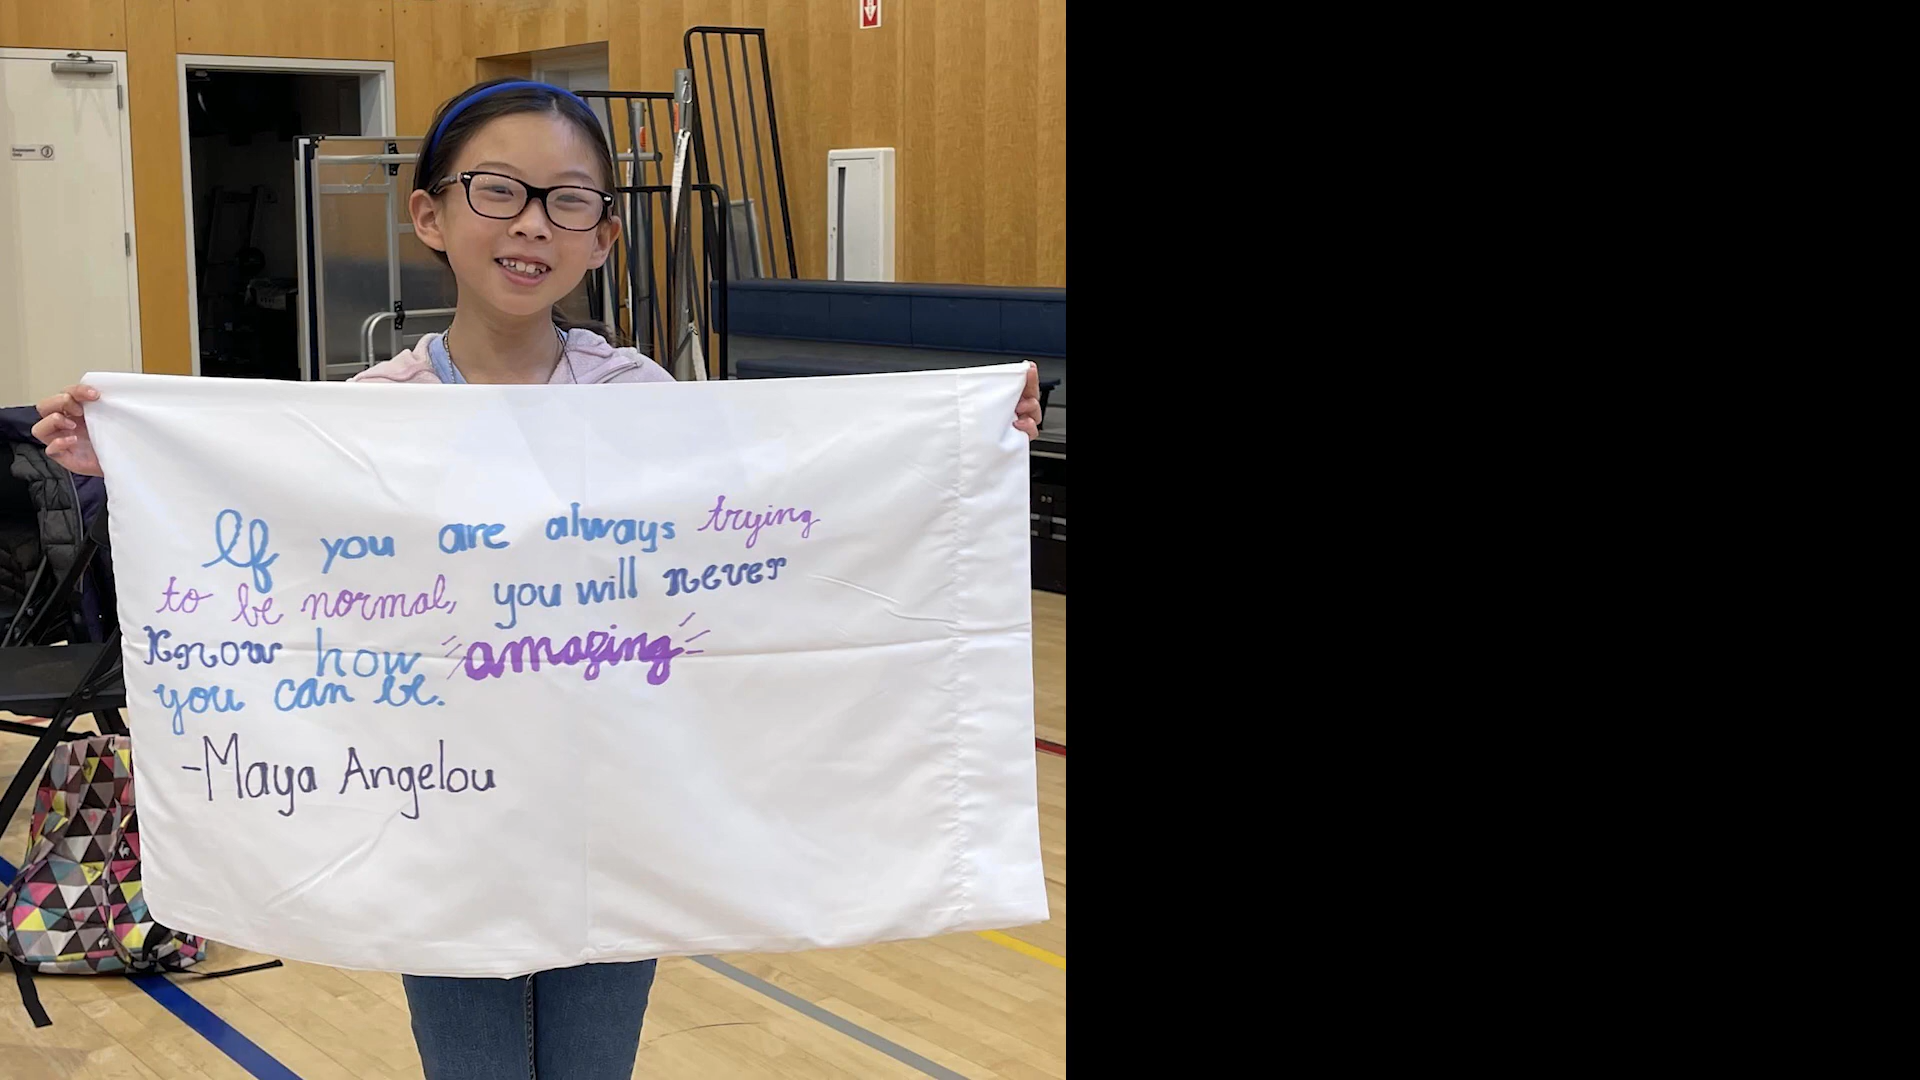 If you are always trying
to be normal, you will never
know how amazing
you can be.
-Maya Angelou